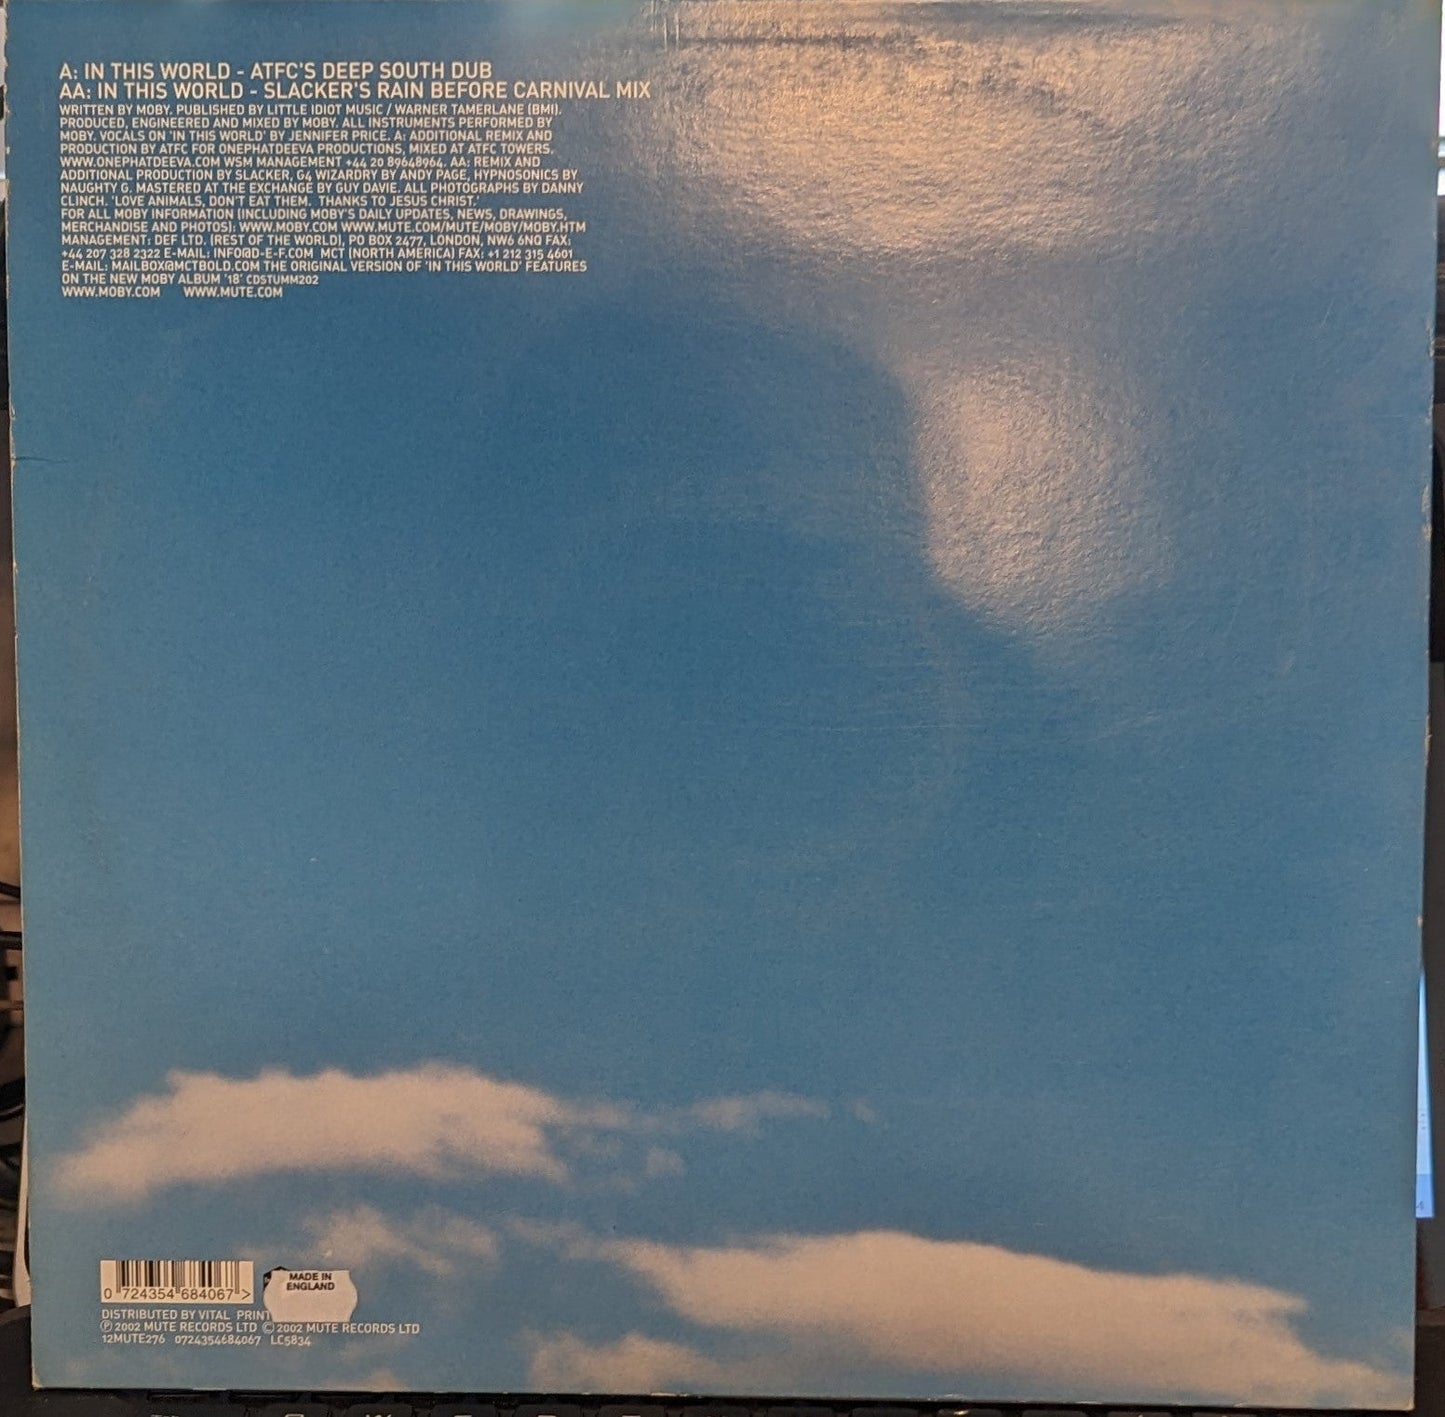 A: IN THIS WORLD - ATFC'S DEEP SOUTH DUB
AA: IN THIS WORLD - SLACKER'S RAIN BEFORE CARNIVAL MIX
WRITTEN BY MOBY. PUBLISHED BY LITTLE IDIOT MUSIC / WARNER TAMERLANE (BMI).
PRODUCED, ENGINEERED AND MIXED BY MOBY. ALL INSTRUMENTS PERFORMED BY
MOBY. VOCALS ON 'IN THIS WORLD' BY JENNIFER PRICE. A: ADDITIONAL REMIX AND
PRODUCTION BY ATFC FOR ONEPHATDEEVA PRODUCTIONS, MIXED AT ATFC TOWERS.
WWW.ONEPHATDEEVA.COM WSM MANAGEMENT +44 20 89648964. AA: REMIX AND
ADDITIONAL PRODUCTION BY SLACKER, G4 WIZARDRY BY ANDY PAGE, HYPNOSONICS BY
NAUGHTY G. MASTERED AT THE EXCHANGE BY GUY DAVIE. ALL PHOTOGRAPHS BY DANNY
CLINCH. 'LOVE ANIMALS, DON'T EAT THEM. THANKS TO JESUS CHRIST.'
FOR ALL MOBY INFORMATION (INCLUDING MOBY'S DAILY UPDATES, NEWS, DRAWINGS,
MERCHANDISE AND PHOTOS): WWW.MOBY.COM WWW.MUTE.COM/MUTE/MOBY/MOBY.HTM
MANAGEMENT: DEF LTD. (REST OF THE WORLD), PO BOX 2477, LONDON, NW6 6NQ FAX:
+44 207 328 2322 E-MAIL: INFO@D-E-F.COM MCT (NORTH AMERICA) FAX: +1 212 315 4601
E-MAIL: MAILBOX@MCTBOLD.COM THE ORIGINAL VERSION OF 'IN THIS WORLD' FEATURES
ON THE NEW MOBY ALBUM '18' CDSTUMM202
WWW.MOBY.COM WWW.MUTE.COM
0 724354 684067 >
MADE IN
ENGLAND
DISTRIBUTED BY VITAL PRINT
℗ 2002 MUTE RECORDS LTD © 2002 MUTE RECORDS LTD
12MUTE276 0724354684067 LC5834